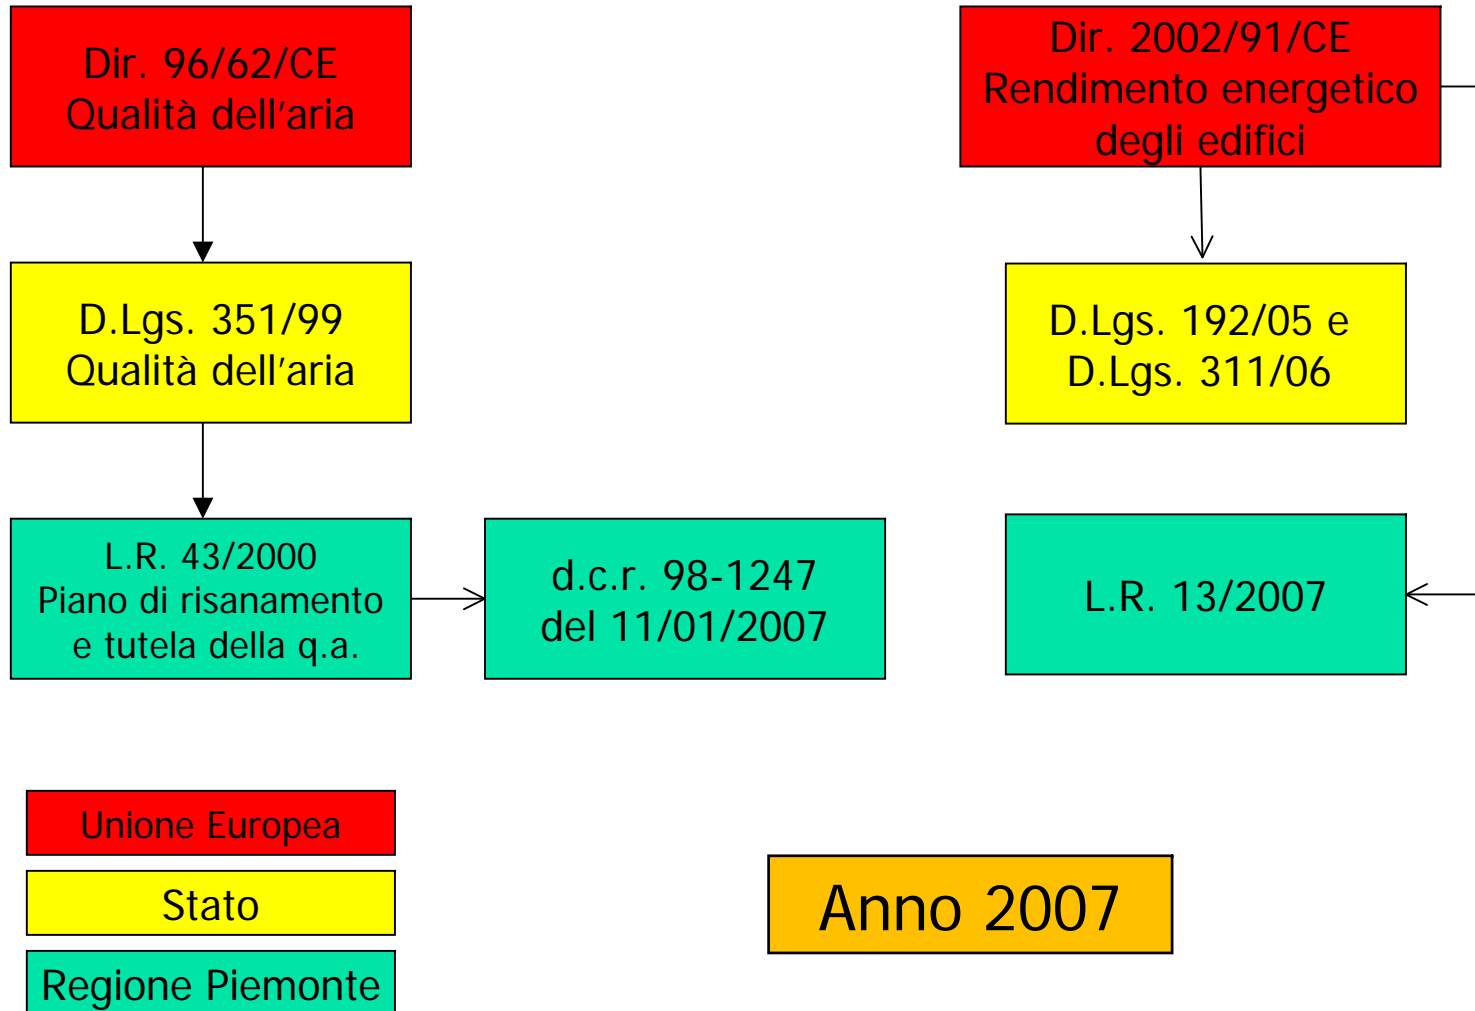 Dir. 96/62/CE
Qualità dell'aria
Dir. 2002/91/CE
Rendimento energetico
degli edifici
D.Lgs. 351/99
Qualità dell'aria
D.Lgs. 192/05 e
D.Lgs. 311/06
L.R. 43/2000
Piano di risanamento
e tutela della q.a.
d.c.r. 98-1247
del 11/01/2007
L.R. 13/2007
Unione Europea
Stato
Regione Piemonte
Anno 2007